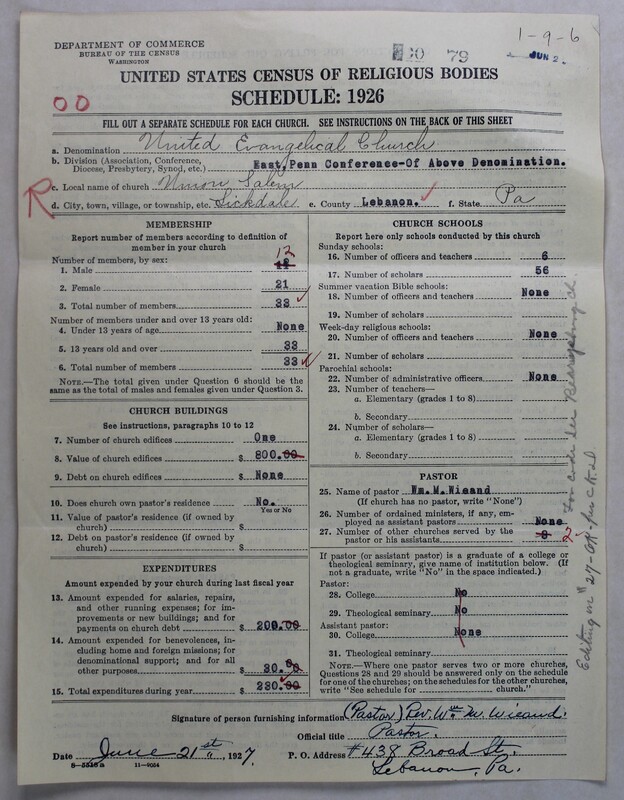 1-9-6
DEPARTMENT OF COMMERCE
BUREAU OF THE CENSUS
WASHINGTON
79
JUN 2
UNITED STATES CENSUS OF RELIGIOUS BODIES
SCHEDULE: 1926
00
FILL OUT A SEPARATE SCHEDULE FOR EACH CHURCH. SEE INSTRUCTIONS ON THE BACK OF THIS SHEET
a. Denomination United Evangelical Church
b. Division (Association, Conference, Diocese, Presbytery, Synod, etc.) East Penn Conference-Of Above Denomination.
R
c. Local name of church Union Salem
d. City, town, village, or township, etc. Sickdale e. County Lebanon. f. State Pa
MEMBERSHIP
Report number of members according to definition of
member in your church
Number of members, by sex:
1. Male 12
2. Female 21
3. Total number of members 33
Number of members under and over 13 years old:
4. Under 13 years of age None
5. 13 years old and over 33
6. Total number of members 33
NOTE.—The total given under Question 6 should be
same as the total of males and females given under Question 3.
CHURCH BUILDINGS
See instructions, paragraphs 10 to 12
7. Number of church edifices One
8. Value of church edifices $ 800.00
9. Debt on church edifices $ None
10. Does church own pastor's residence? No.
Yes or No
11. Value of pastor's residence (if owned by
church) $
12. Debt on pastor's residence (if owned by
church) $
EXPENDITURES
Amount expended by your church during last fiscal year
13. Amount expended for salaries, repairs,
and other running expenses; for im-
provements or new buildings; and for
payments on church debt $ 200.00
14. Amount expended for benevolences, in-
cluding home and foreign missions; for
denominational support; and for all
other purposes $ 30.00
15. Total expenditures during year $ 230.00
CHURCH SCHOOLS
Report here only schools conducted by this church
Sunday schools:
16. Number of officers and teachers 6
17. Number of scholars 56
Summer vacation Bible schools:
18. Number of officers and teachers None
19. Number of scholars
Week-day religious schools:
20. Number of officers and teachers None
21. Number of scholars
Parochial schools:
22. Number of administrative officers None
23. Number of teachers—
a. Elementary (grades 1 to 8)
b. Secondary
24. Number of scholars—
a. Elementary (grades 1 to 8)
b. Secondary
PASTOR
25. Name of pastor Wm. M. Wieand
(If church has no pastor, write "None")
26. Number of ordained ministers, if any, em-
ployed as assistant pastors None
27. Number of other churches served by the
pastor or his assistants 2
If pastor (or assistant pastor) is a graduate of a college or
theological seminary, give name of institution below. (If
not a graduate, write "No" in the space indicated.)
Pastor:
28. College No
29. Theological seminary No
Assistant pastor:
30. College None
31. Theological seminary
NOTE.—Where one pastor serves two or more churches,
Questions 28 and 29 should be answered only on the schedule
for one of the churches; on the schedules for the other churches,
write "See schedule for church."
Editing on #27-OK
Signature of person furnishing information (Pastor) Rev. Wm. M. Wieand.
Official title Pastor.
Date June 21st, 1927 P. O. Address #438 Broad St.
Lebanon, Pa.
11-9054